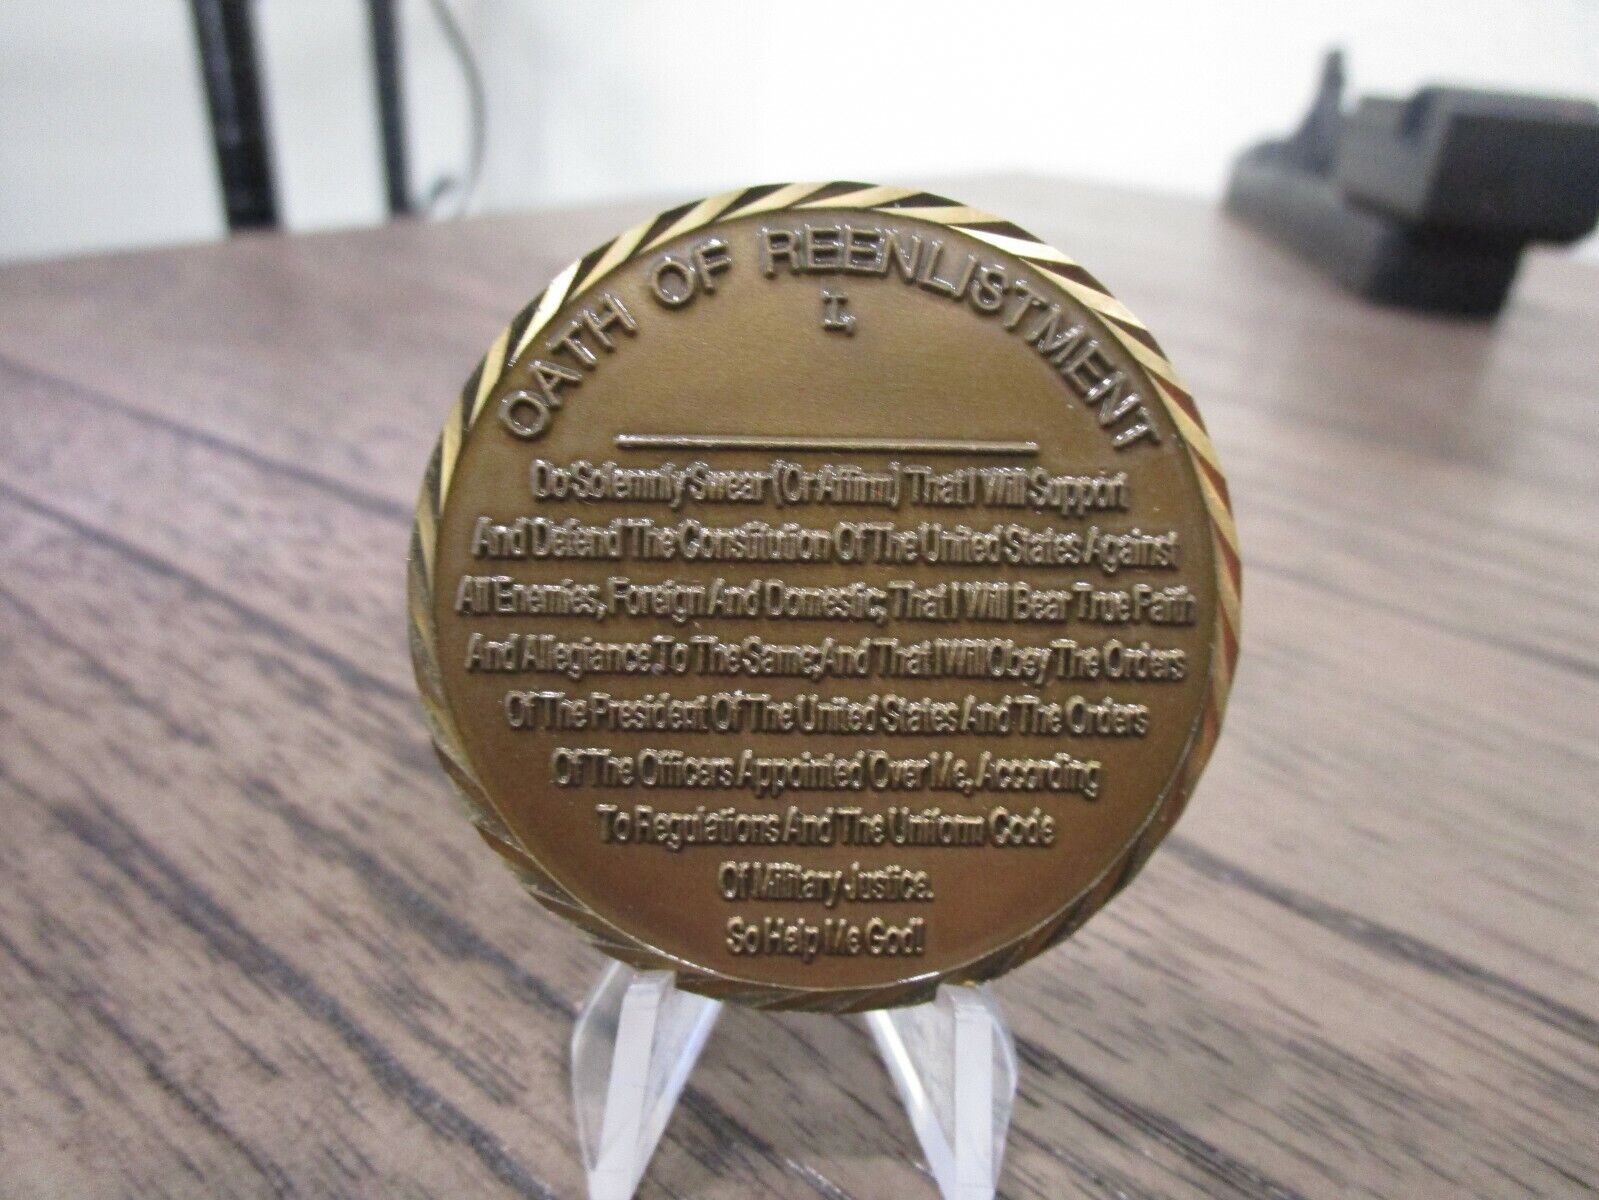 OATH OF REENLISTMENT
I,
Do Solemnly Swear (Or Affirm) That I Will Support
And Defend The Constitution Of The United States Against
All Enemies, Foreign And Domestic; That I Will Bear True Faith
And Allegiance To The Same; And That I Will Obey The Orders
Of The President Of The United States And The Orders
Of The Officers Appointed Over Me, According
To Regulations And The Uniform Code
Of Military Justice.
So Help Me God!